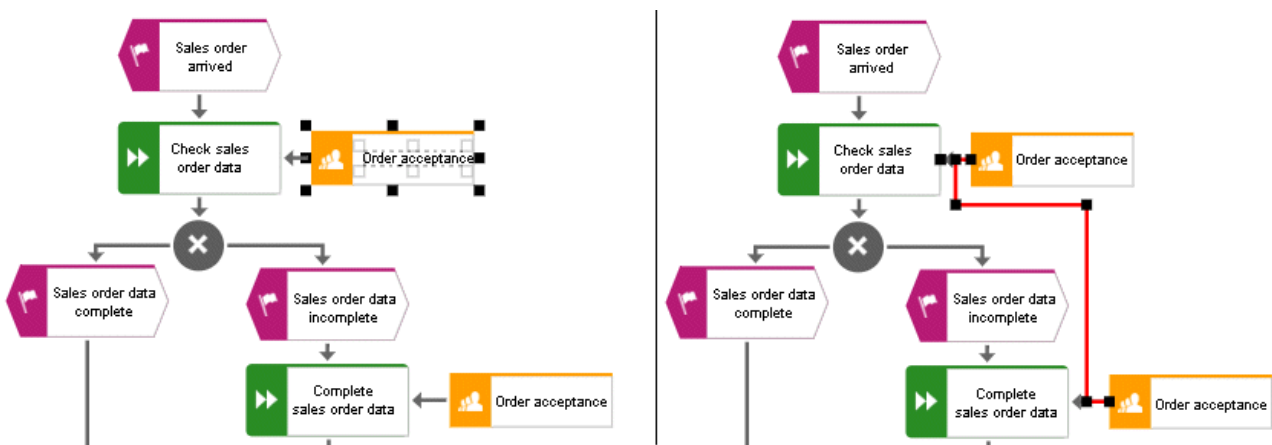 Sales order
arrived
Check sales
order data
Order acceptance
Sales order data
complete
Sales order data
incomplete
Complete
sales order data
Order acceptance
Sales order
arrived
Check sales
order data
Order acceptance
Sales order data
complete
Sales order data
incomplete
Complete
sales order data
Order acceptance